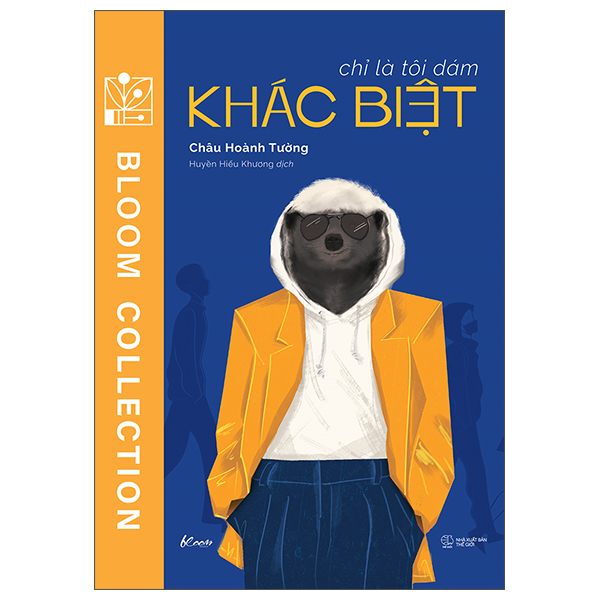 chỉ là tôi dám
KHÁC BIỆT
Châu Hoành Tường
Huyền Hiếu Khương dịch
BLOOM COLLECTION
bloom
NHÀ XUẤT BẢN
THẾ GIỚI